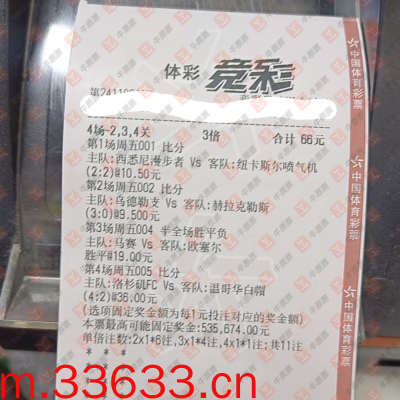 体彩 竞彩
第24110
4场-2,3,4关 3倍 合计 66元
第1场周五001 比分
主队:西悉尼漫步者 Vs 客队:纽卡斯尔喷气机
(2:2)@10.50元
第2场周五002 比分
主队:乌德勒支 Vs 客队:赫拉克勒斯
(3:0)@9.500元
第3场周五004 半全场胜平负
主队:马赛 Vs 客队:欧塞尔
胜平@19.00元
第4场周五005 比分
主队:洛杉矶FC Vs 客队:温哥华白帽
(4:2)@36.00元
(选项固定奖金额为每1元投注对应的奖金额)
本票最高可能固定奖金:535,674.00元
单倍注数:2x1*6注,3x1*4注,4x1*1注;共11注
* * *
m.33633.cn
中国体育彩票
中国体育彩票
中国体育彩票